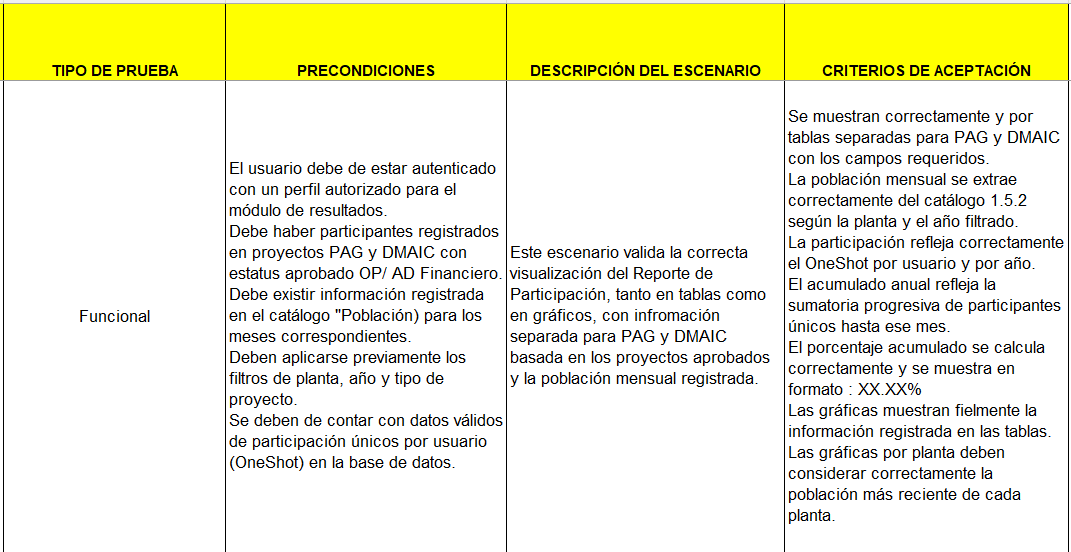 TIPO DE PRUEBA
PRECONDICIONES
DESCRIPCIÓN DEL ESCENARIO
CRITERIOS DE ACEPTACIÓN
Funcional
El usuario debe de estar autenticado
con un perfil autorizado para el
módulo de resultados.
Debe haber participantes registrados
en proyectos PAG y DMAIC con
estatus aprobado OP/ AD Financiero.
Debe existir información registrada
en el catálogo "Población) para los
meses correspondientes.
Deben aplicarse previamente los
filtros de planta, año y tipo de
proyecto.
Se deben de contar con datos válidos
de participación únicos por usuario
(OneShot) en la base de datos.
Este escenario valida la correcta
visualización del Reporte de
Participación, tanto en tablas como
en gráficos, con infromación
separada para PAG y DMAIC
basada en los proyectos aprobados
y la población mensual registrada.
Se muestran correctamente y por
tablas separadas para PAG y DMAIC
con los campos requeridos.
La población mensual se extrae
correctamente del catálogo 1.5.2
según la planta y el año filtrado.
La participación refleja correctamente
el OneShot por usuario y por año.
El acumulado anual refleja la
sumatoria progresiva de participantes
únicos hasta ese mes.
El porcentaje acumulado se calcula
correctamente y se muestra en
formato : XX.XX%
Las gráficas muestran fielmente la
información registrada en las tablas.
Las gráficas por planta deben
considerar correctamente la
población más reciente de cada
planta.